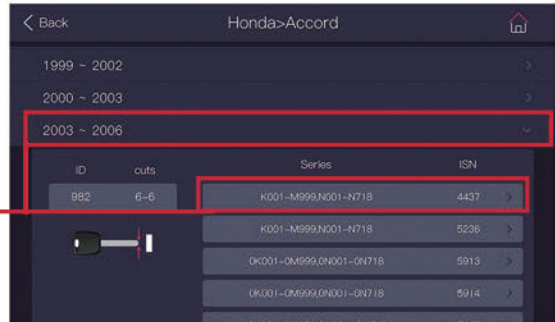 Back
Honda>Accord
1999 ~ 2002
2000 ~ 2003
2003 ~ 2006
ID cuts
982 6-6
Series ISN
K001-M999,N001-N718 4437
K001-M999,N001-N718 5236
0K001-0M999,0N001-0N718 5913
0K001-0M999,0N001-0N718 5914